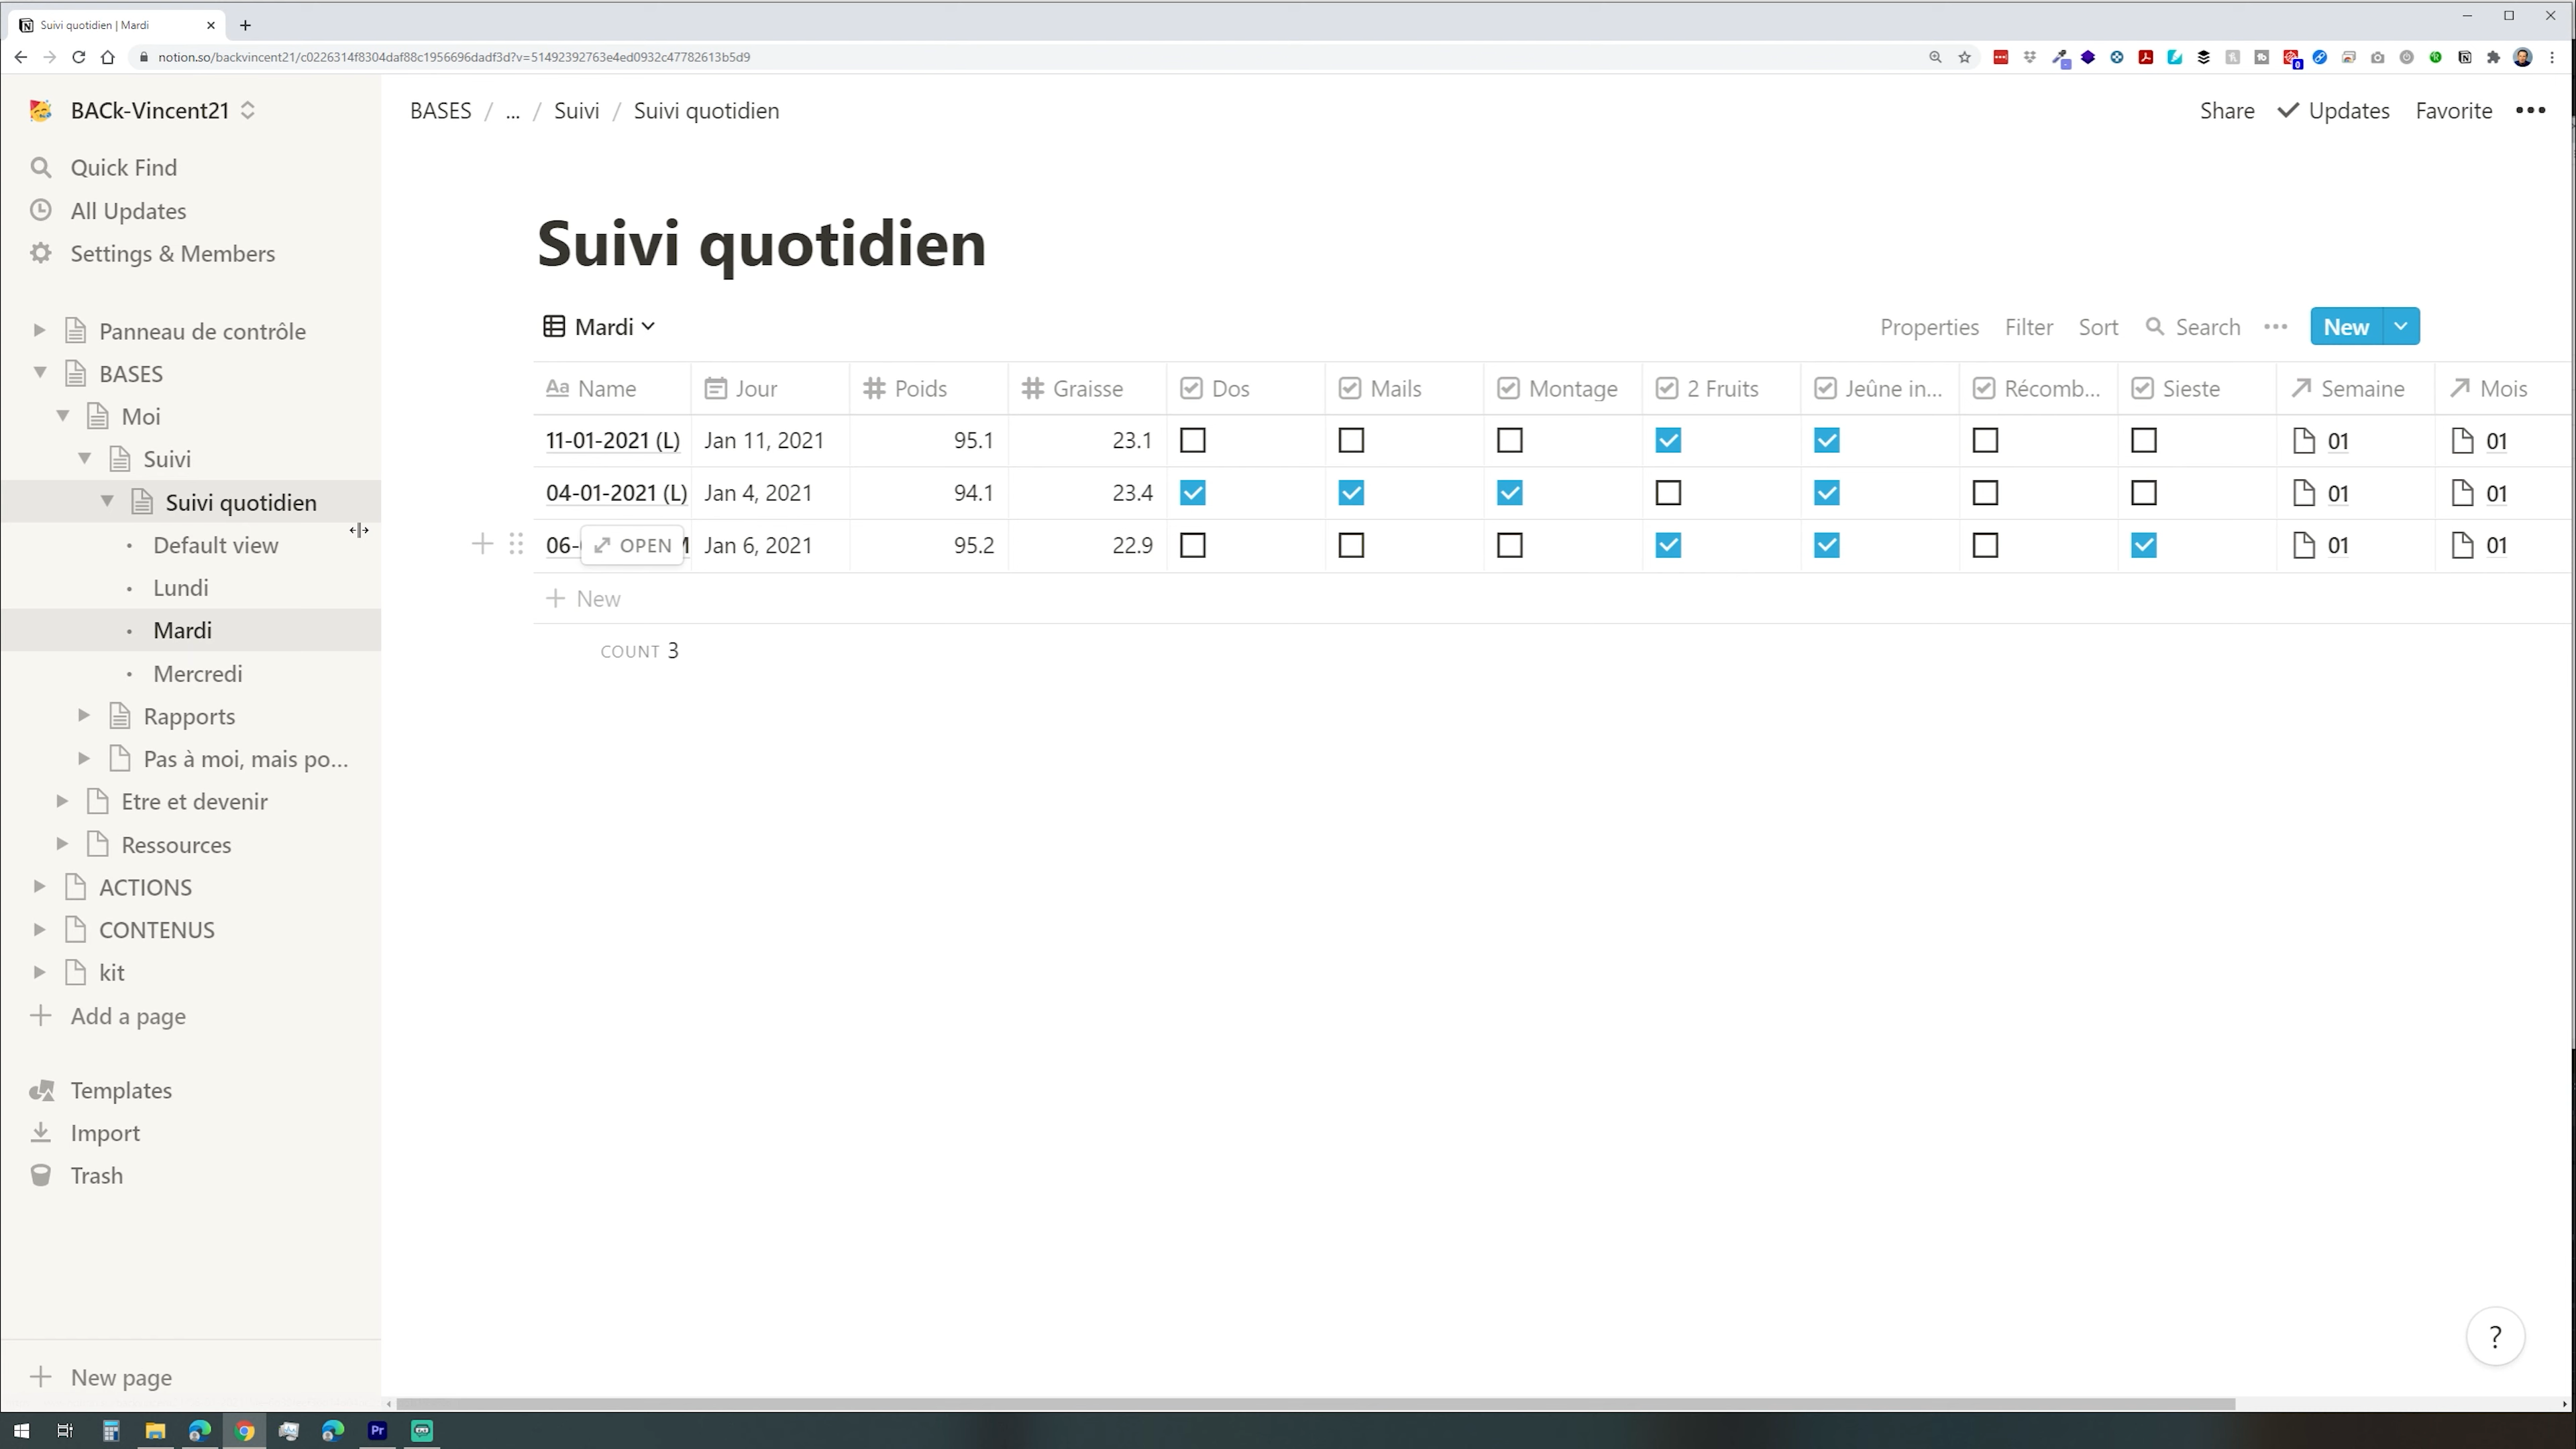 Suivi quotidien | Mardi
notion.so/backvincent21/c0226314f8304daf88c1956696dadf3d?v=51492392763e4ed0932c47782613b5d9
BACk-Vincent21
Quick Find
All Updates
Settings & Members
Panneau de contrôle
BASES
Moi
Suivi
Suivi quotidien
Default view
Lundi
Mardi
Mercredi
Rapports
Pas à moi, mais po...
Etre et devenir
Ressources
ACTIONS
CONTENUS
kit
Add a page
Templates
Import
Trash
New page
BASES / ... / Suivi / Suivi quotidien
Share Updates Favorite
Suivi quotidien
Mardi
Properties Filter Sort Search New
Aa Name Jour Poids Graisse Dos Mails Montage 2 Fruits Jeûne in... Récomb... Sieste Semaine Mois
11-01-2021 (L) Jan 11, 2021 95.1 23.1 01 01
04-01-2021 (L) Jan 4, 2021 94.1 23.4 01 01
06- OPEN Jan 6, 2021 95.2 22.9 01 01
New
COUNT 3
?
Pr